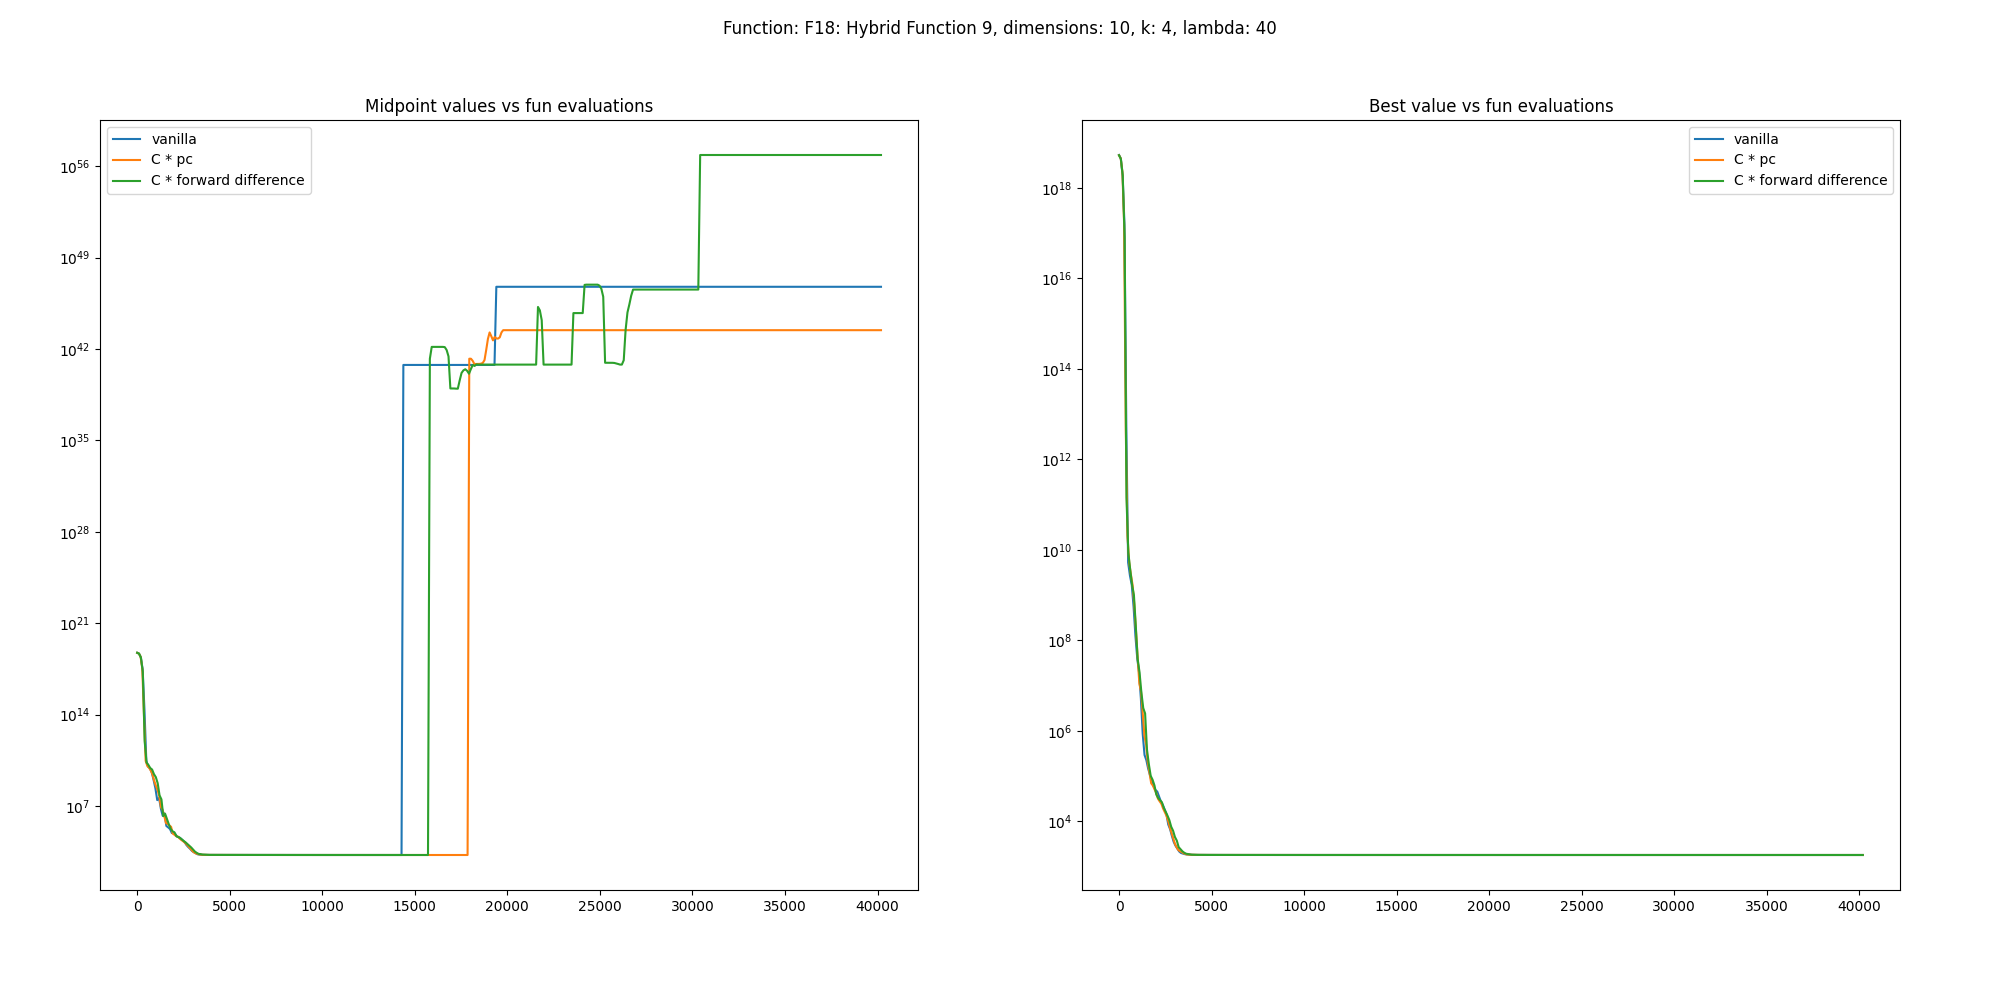 Function: F18: Hybrid Function 9, dimensions: 10, k: 4, lambda: 40
Midpoint values vs fun evaluations
vanilla
C * pc
C * forward difference
10^56
10^49
10^42
10^35
10^28
10^21
10^14
10^7
0 5000 10000 15000 20000 25000 30000 35000 40000
Best value vs fun evaluations
vanilla
C * pc
C * forward difference
10^18
10^16
10^14
10^12
10^10
10^8
10^6
10^4
0 5000 10000 15000 20000 25000 30000 35000 40000